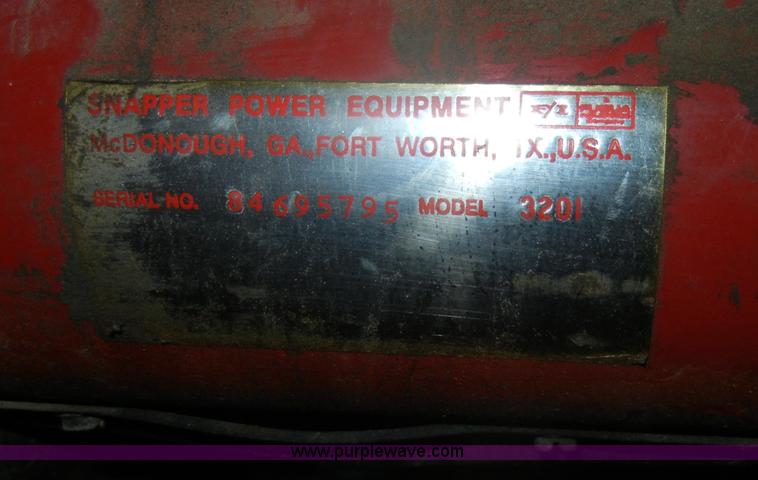 SNAPPER POWER EQUIPMENT
McDONOUGH, GA.,FORT WORTH, TX.,U.S.A.
SERIAL NO. 84695795 MODEL 3201
www.purplewave.com